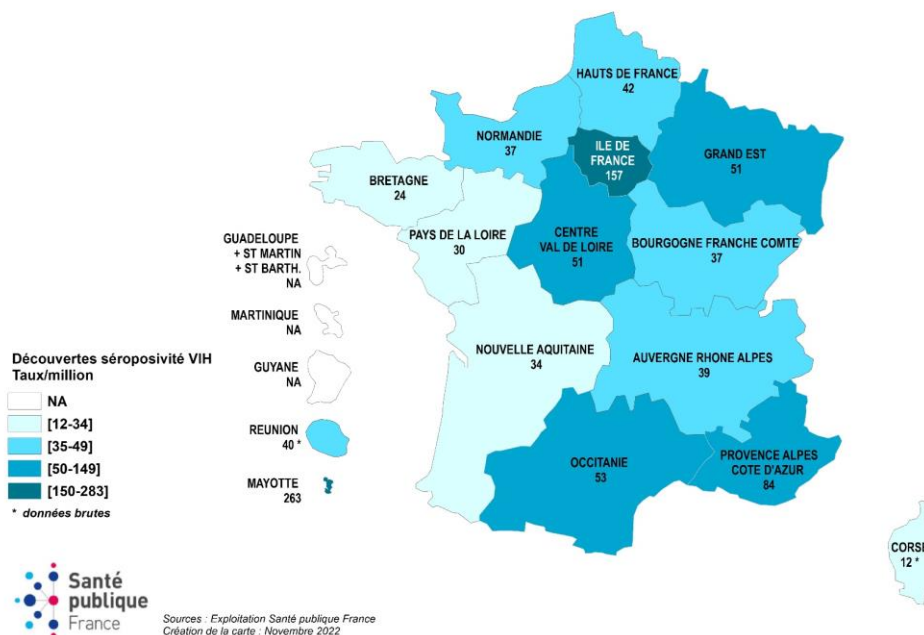 HAUTS DE FRANCE
42
NORMANDIE
37
ILE DE
FRANCE
157
GRAND EST
51
BRETAGNE
24
PAYS DE LA LOIRE
30
CENTRE
VAL DE LOIRE
51
BOURGOGNE FRANCHE COMTE
37
GUADELOUPE
+ ST MARTIN
+ ST BARTH.
NA
MARTINIQUE
NA
GUYANE
NA
REUNION
40 *
MAYOTTE
263
NOUVELLE AQUITAINE
34
AUVERGNE RHONE ALPES
39
OCCITANIE
53
PROVENCE ALPES
COTE D'AZUR
84
CORS
12 *
Découvertes séropositivité VIH
Taux/million
NA
[12-34]
[35-49]
[50-149]
[150-283]
* données brutes
Santé
publique
France
Sources : Exploitation Santé publique France
Création de la carte : Novembre 2022